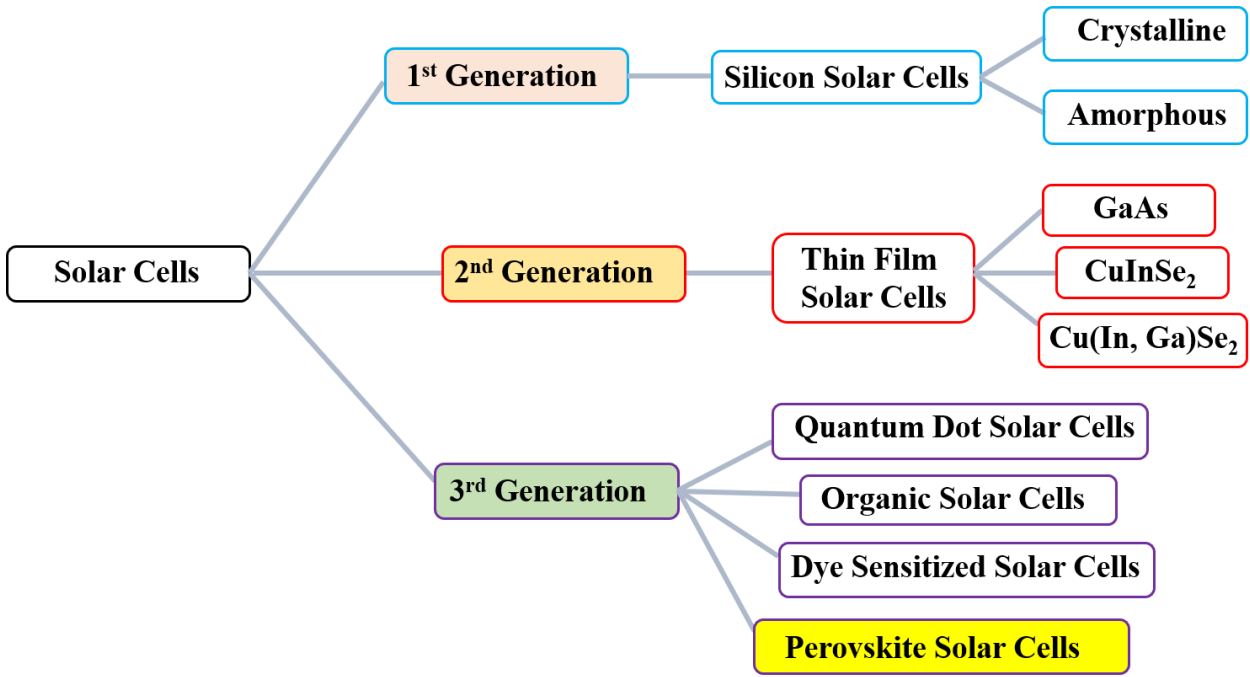 Solar Cells
1st Generation
Silicon Solar Cells
Crystalline
Amorphous
2nd Generation
Thin Film
Solar Cells
GaAs
CuInSe2
Cu(In, Ga)Se2
3rd Generation
Quantum Dot Solar Cells
Organic Solar Cells
Dye Sensitized Solar Cells
Perovskite Solar Cells